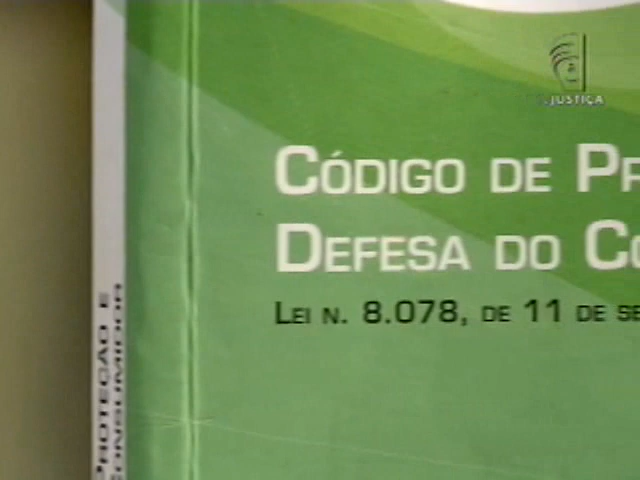 JUSTIÇA
CÓDIGO DE PR
DEFESA DO CO
LEI N. 8.078, DE 11 DE SE
PROTEÇÃO E
CONSUMIDOR